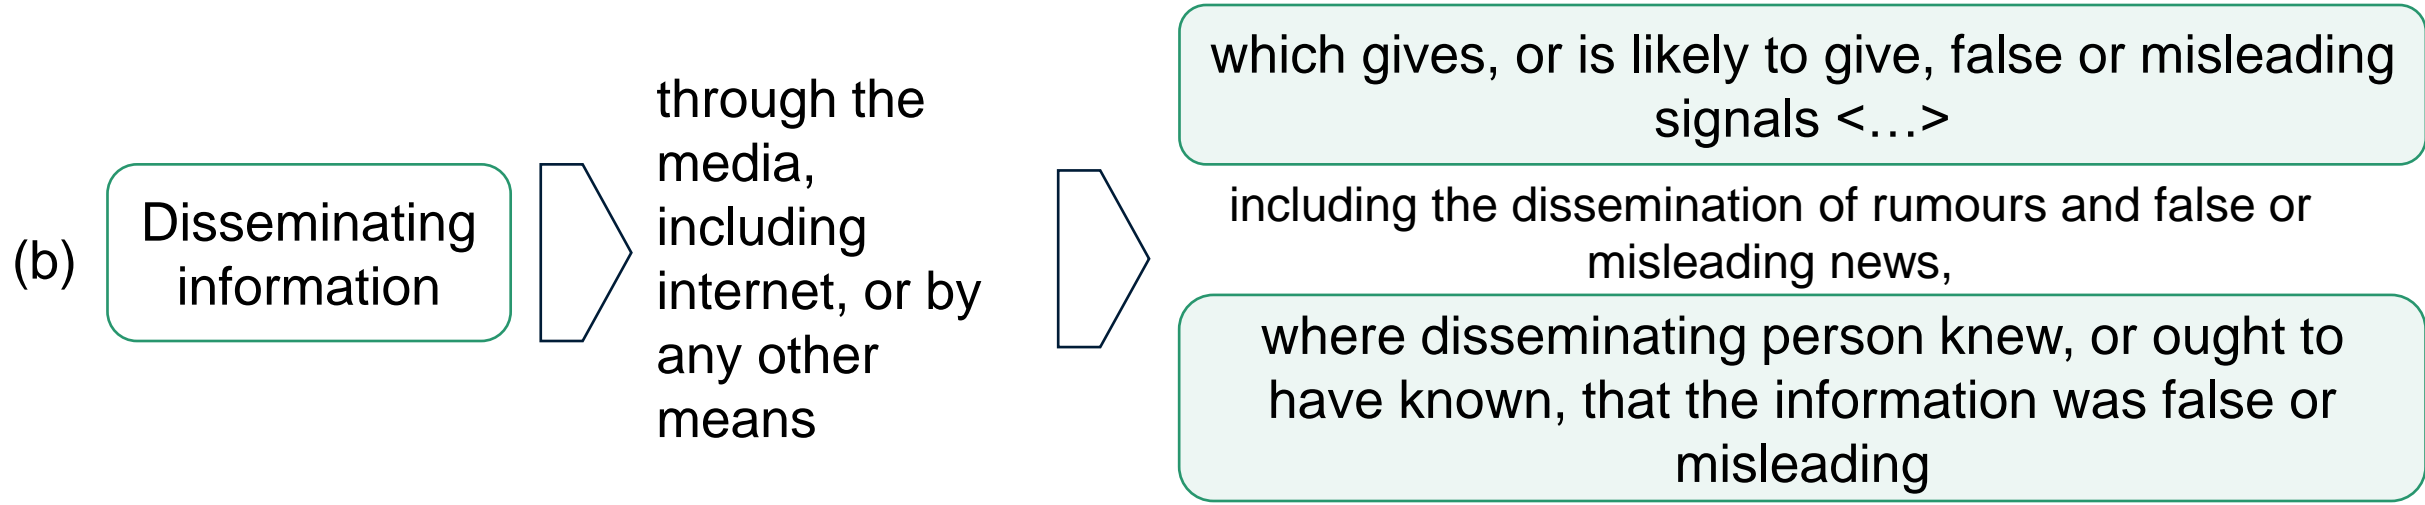 (b)
Disseminating
information
through the
media,
including
internet, or by
any other
means
which gives, or is likely to give, false or misleading
signals <…>
including the dissemination of rumours and false or
misleading news,
where disseminating person knew, or ought to
have known, that the information was false or
misleading